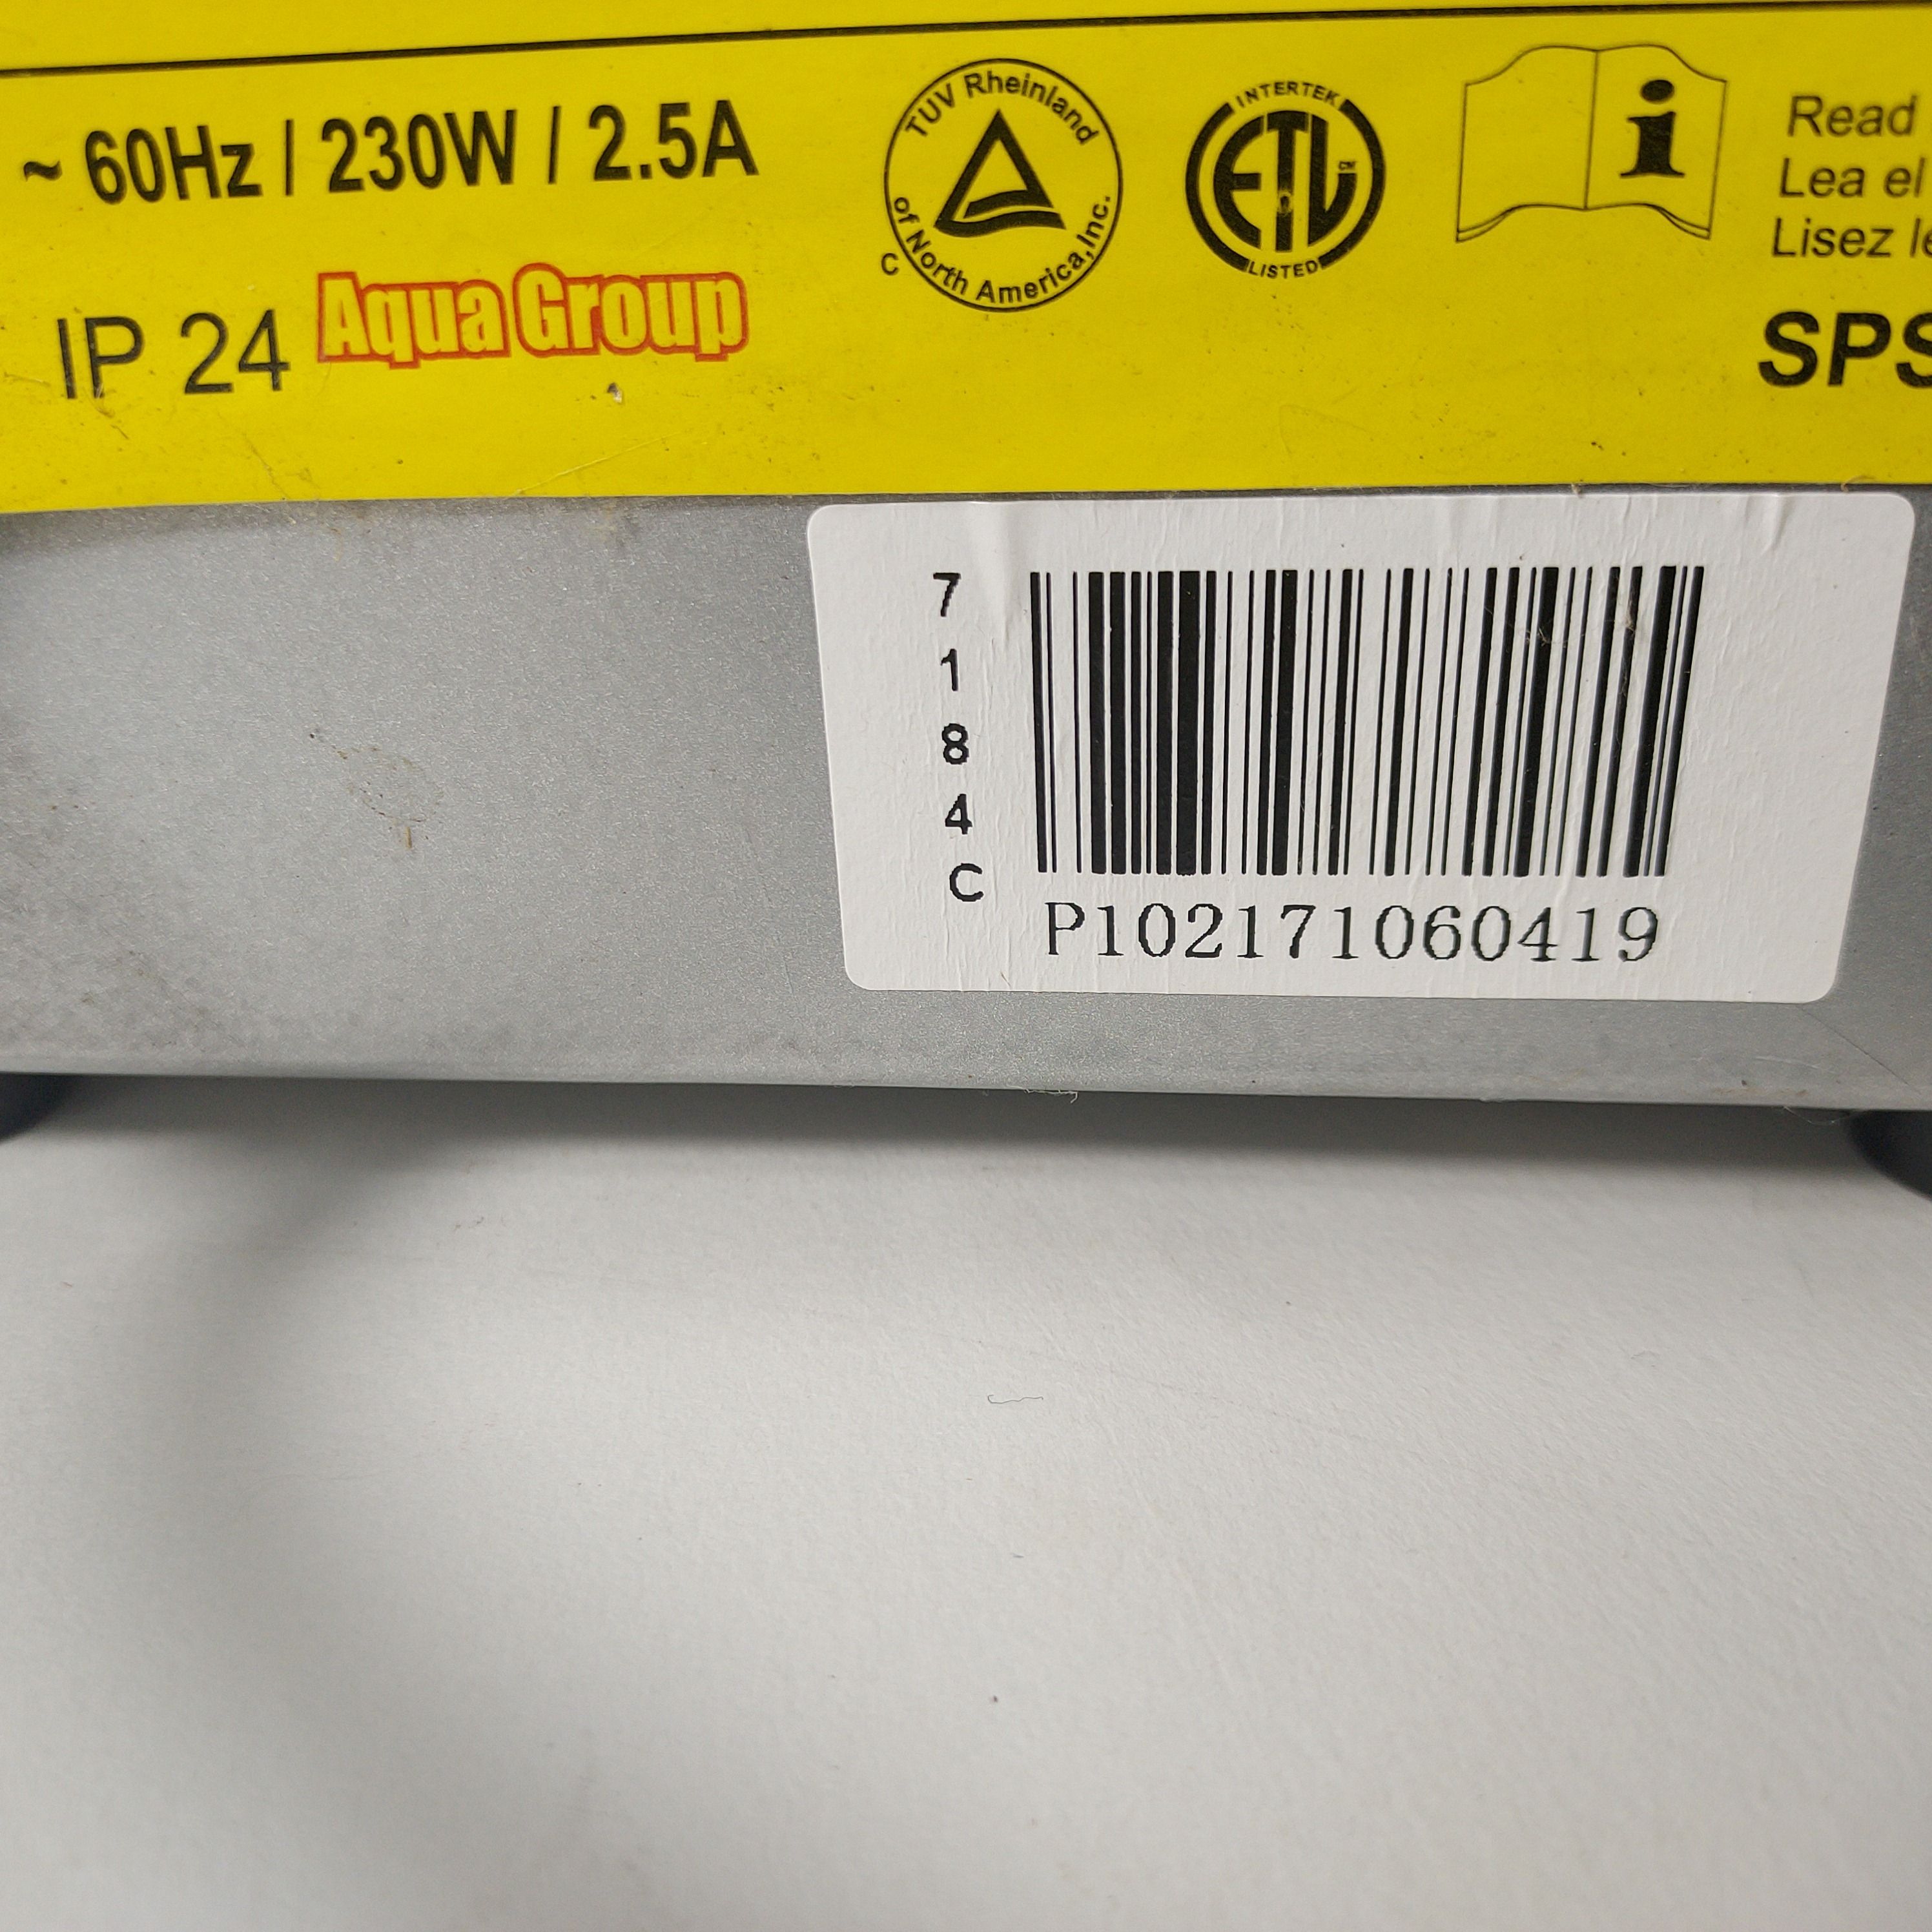 ~ 60Hz / 230W / 2.5A
IP 24 Aqua Group
TUV Rheinland
of North America,Inc.
C
INTERTEK
ETL
CM
LISTED
i
Read
Lea el
Lisez le
SPS
7
1
8
4
C
P102171060419